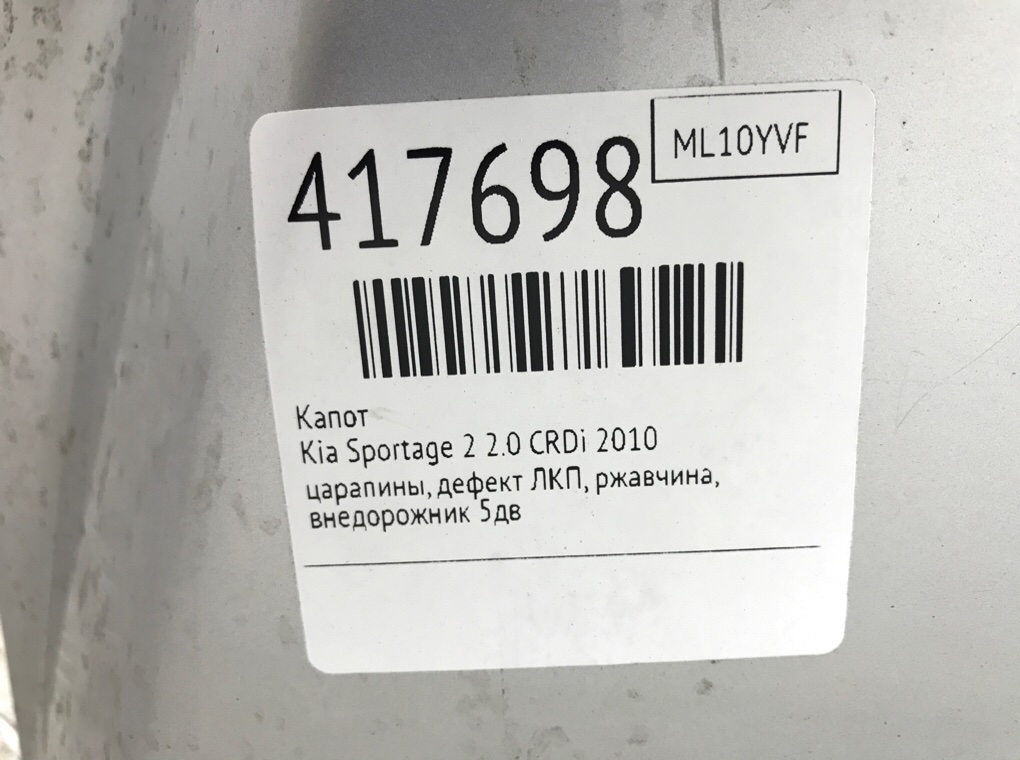 417698
ML10YVF
Капот
Kia Sportage 2 2.0 CRDi 2010
царапины, дефект ЛКП, ржавчина,
внедорожник 5дв